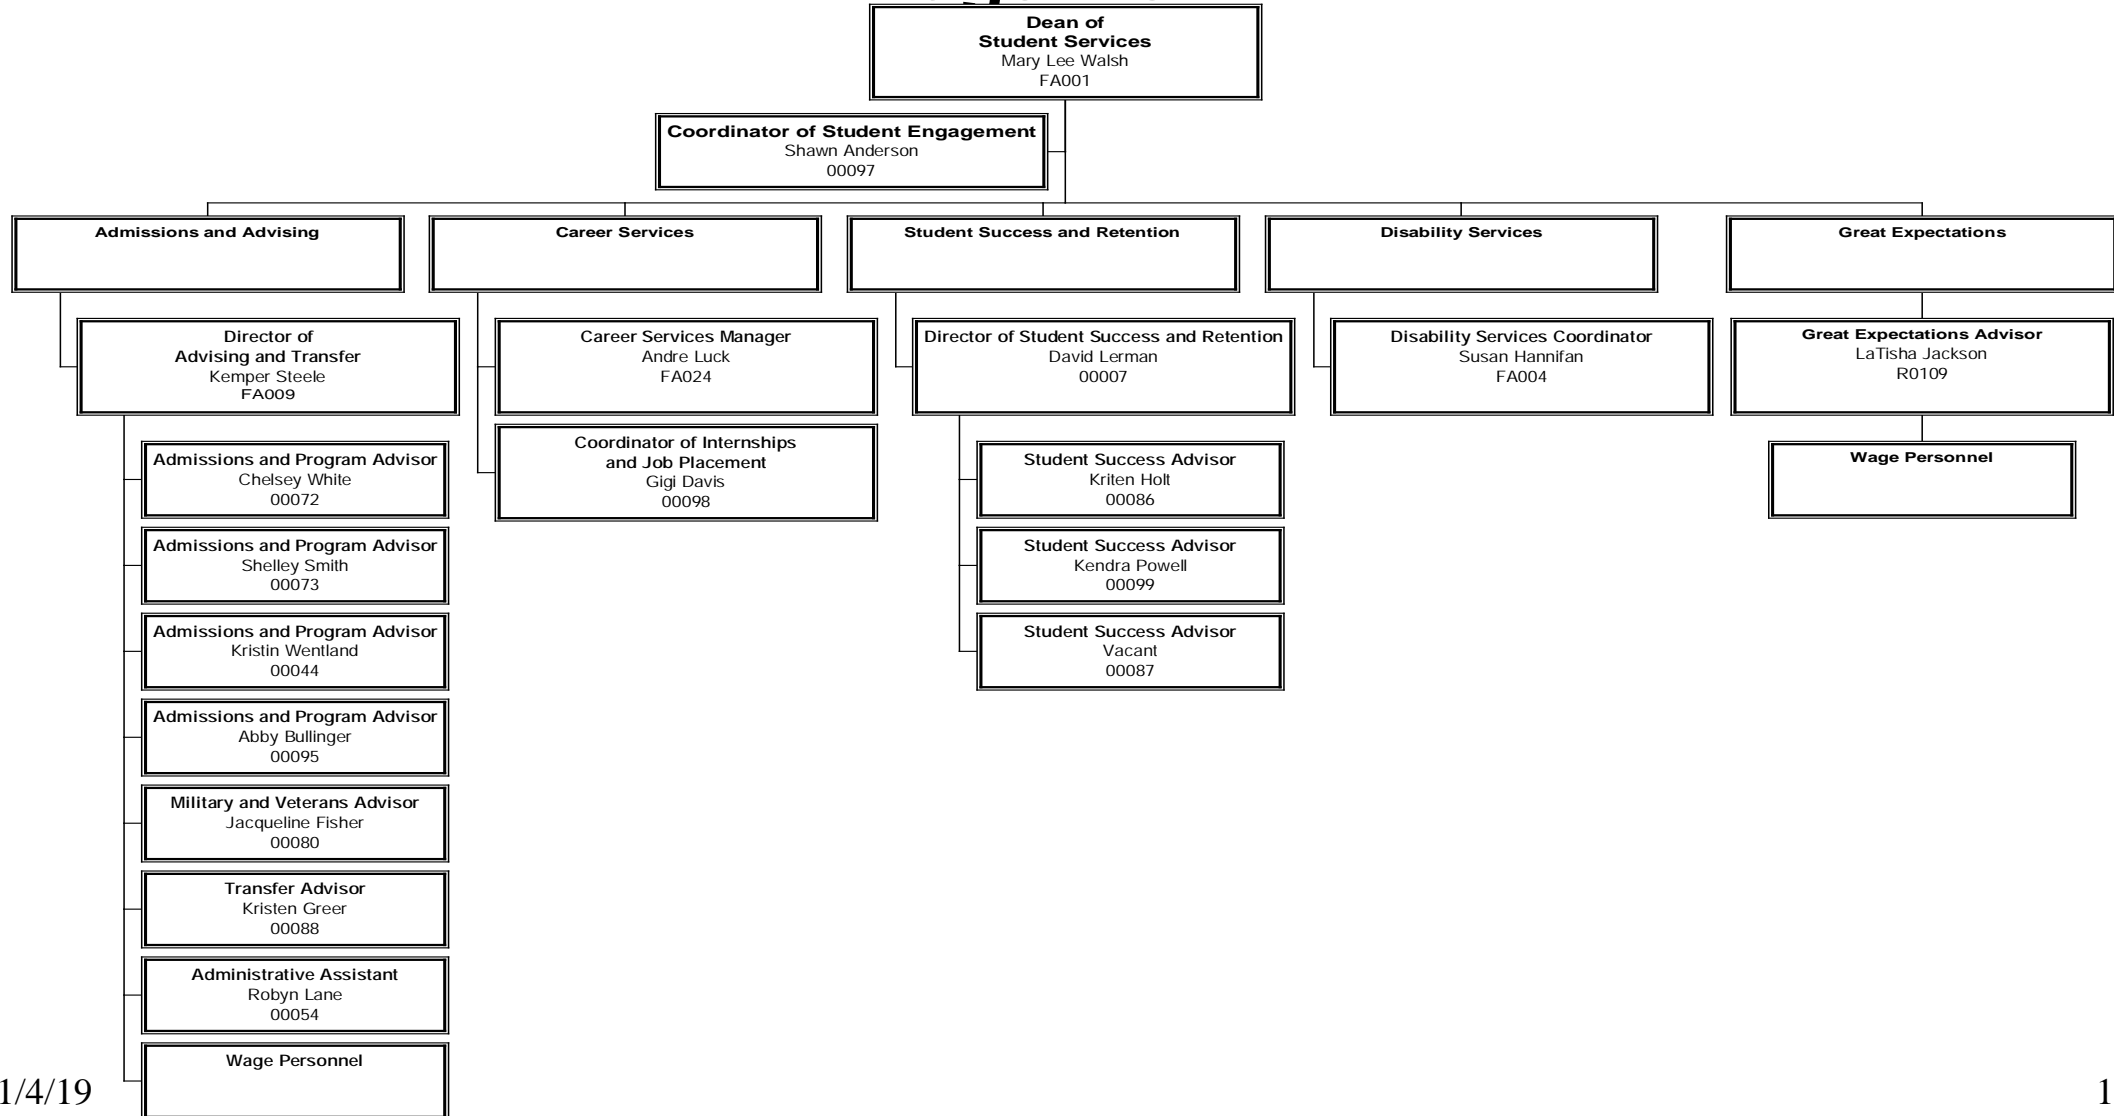 Dean of
Student Services
Mary Lee Walsh
FA001
Coordinator of Student Engagement
Shawn Anderson
00097
Admissions and Advising
Career Services
Student Success and Retention
Disability Services
Great Expectations
Director of
Advising and Transfer
Kemper Steele
FA009
Admissions and Program Advisor
Chelsey White
00072
Admissions and Program Advisor
Shelley Smith
00073
Admissions and Program Advisor
Kristin Wentland
00044
Admissions and Program Advisor
Abby Bullinger
00095
Military and Veterans Advisor
Jacqueline Fisher
00080
Transfer Advisor
Kristen Greer
00088
Administrative Assistant
Robyn Lane
00054
Wage Personnel
Career Services Manager
Andre Luck
FA024
Coordinator of Internships
and Job Placement
Gigi Davis
00098
Director of Student Success and Retention
David Lerman
00007
Student Success Advisor
Kriten Holt
00086
Student Success Advisor
Kendra Powell
00099
Student Success Advisor
Vacant
00087
Disability Services Coordinator
Susan Hannifan
FA004
Great Expectations Advisor
LaTisha Jackson
R0109
Wage Personnel
1/4/19
1